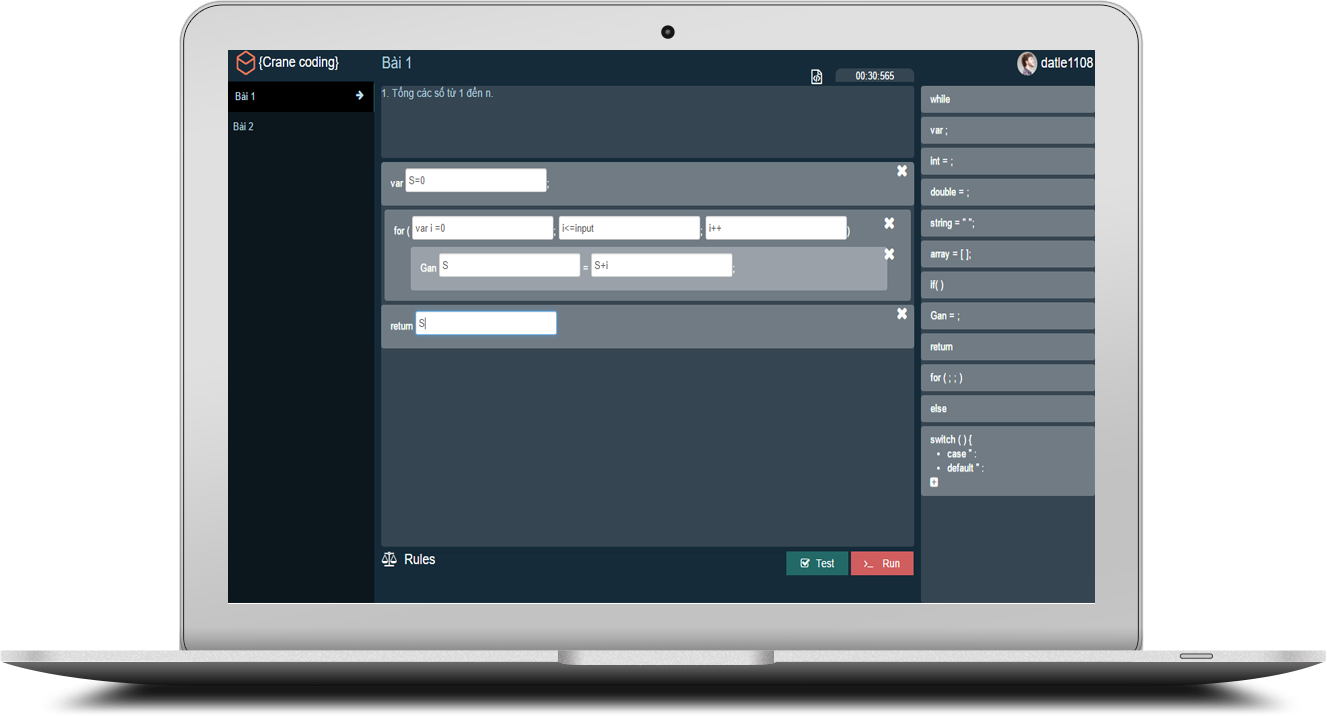 {Crane coding}
Bài 1
00:30:565
datle1108
Bài 1
Bài 2
1. Tổng các số từ 1 đến n.
var S=0 ;
for ( var i =0 ; i<=input ; i++ )
Gan S = S+i ;
return S
Rules
Test
>_ Run
while
var ;
int = ;
double = ;
string = " ";
array = [ ];
if( )
Gan = ;
return
for ( ; ; )
else
switch ( ) {
• case '' :
• default '' :